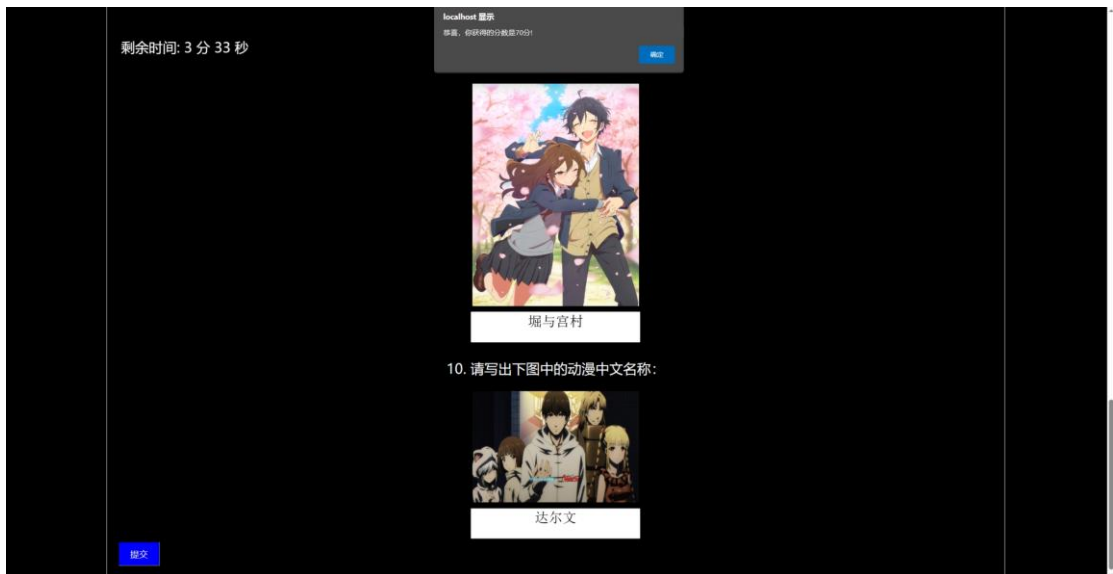 localhost 显示
恭喜，你获得的分数是70分!
确定
剩余时间: 3 分 33 秒
堀与宫村
10. 请写出下图中的动漫中文名称：
达尔文
提交